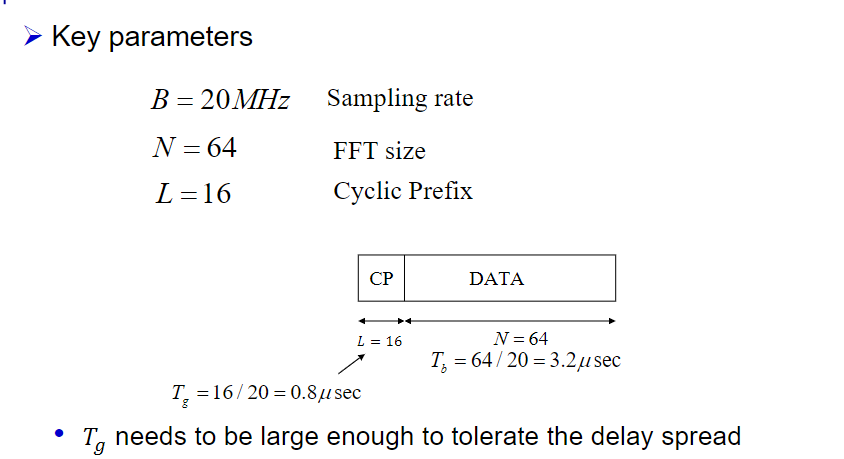 ➢ Key parameters
B = 20MHz Sampling rate
N = 64 FFT size
L = 16 Cyclic Prefix
CP DATA
L = 16 N = 64
T_b = 64 / 20 = 3.2 μ sec
T_g = 16 / 20 = 0.8 μ sec
• T_g needs to be large enough to tolerate the delay spread